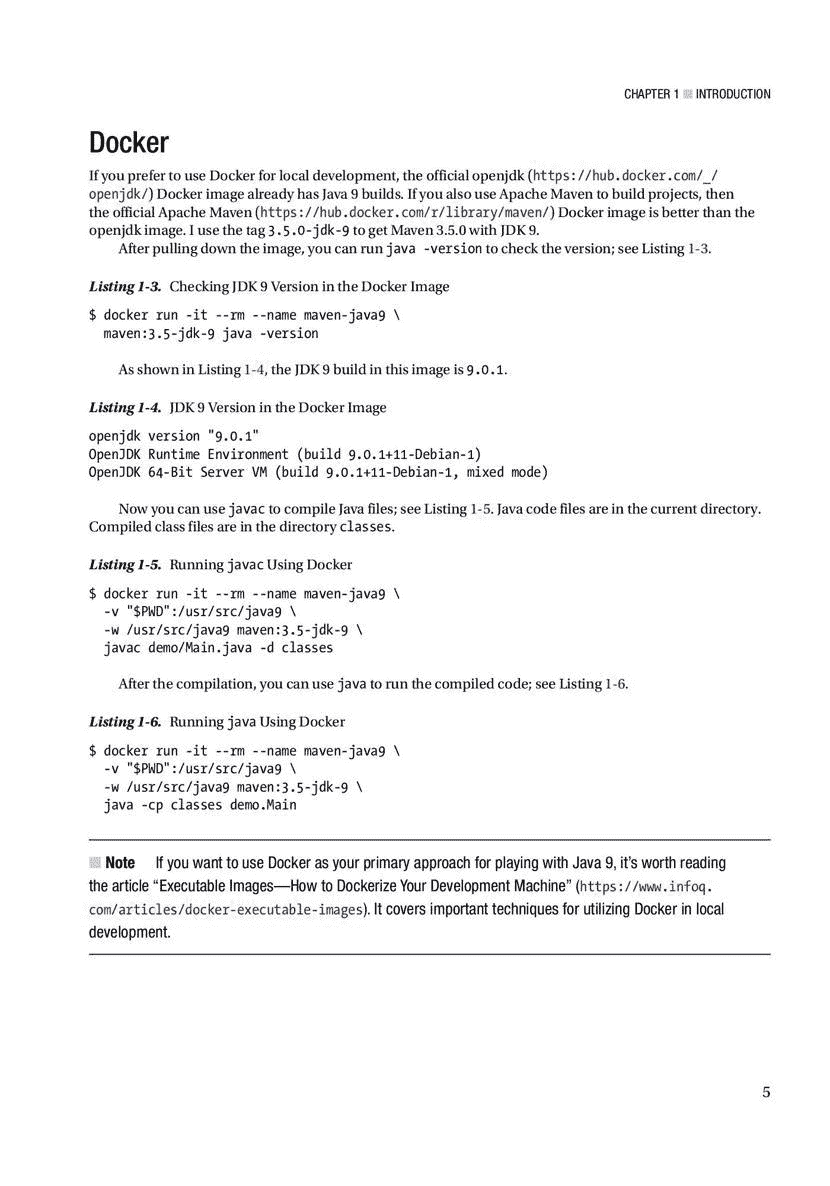 CHAPTER 1 ▒ INTRODUCTION
Docker
If you prefer to use Docker for local development, the official openjdk (https://hub.docker.com/_/
openjdk/) Docker image already has Java 9 builds. If you also use Apache Maven to build projects, then
the official Apache Maven (https://hub.docker.com/r/library/maven/) Docker image is better than the
openjdk image. I use the tag 3.5.0-jdk-9 to get Maven 3.5.0 with JDK 9.
After pulling down the image, you can run java -version to check the version; see Listing 1-3.
Listing 1-3. Checking JDK 9 Version in the Docker Image
$ docker run -it --rm --name maven-java9 \
maven:3.5-jdk-9 java -version
As shown in Listing 1-4, the JDK 9 build in this image is 9.0.1.
Listing 1-4. JDK 9 Version in the Docker Image
openjdk version "9.0.1"
OpenJDK Runtime Environment (build 9.0.1+11-Debian-1)
OpenJDK 64-Bit Server VM (build 9.0.1+11-Debian-1, mixed mode)
Now you can use javac to compile Java files; see Listing 1-5. Java code files are in the current directory.
Compiled class files are in the directory classes.
Listing 1-5. Running javac Using Docker
$ docker run -it --rm --name maven-java9 \
-v "$PWD":/usr/src/java9 \
-w /usr/src/java9 maven:3.5-jdk-9 \
javac demo/Main.java -d classes
After the compilation, you can use java to run the compiled code; see Listing 1-6.
Listing 1-6. Running java Using Docker
$ docker run -it --rm --name maven-java9 \
-v "$PWD":/usr/src/java9 \
-w /usr/src/java9 maven:3.5-jdk-9 \
java -cp classes demo.Main
▒ Note If you want to use Docker as your primary approach for playing with Java 9, it’s worth reading
the article “Executable Images—How to Dockerize Your Development Machine” (https://www.infoq.
com/articles/docker-executable-images). It covers important techniques for utilizing Docker in local
development.
5